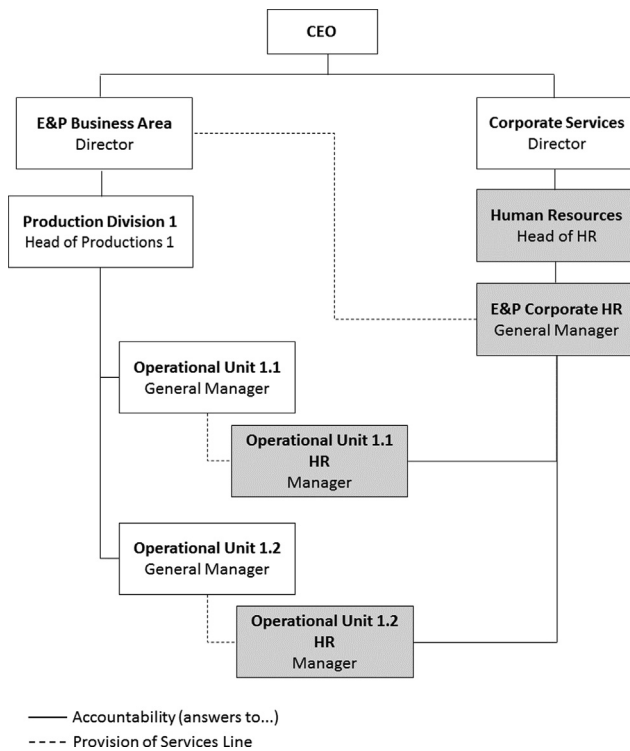 CEO
E&P Business Area
Director
Corporate Services
Director
Production Division 1
Head of Productions 1
Human Resources
Head of HR
E&P Corporate HR
General Manager
Operational Unit 1.1
General Manager
Operational Unit 1.1
HR
Manager
Operational Unit 1.2
General Manager
Operational Unit 1.2
HR
Manager
Accountability (answers to...)
Provision of Services Line